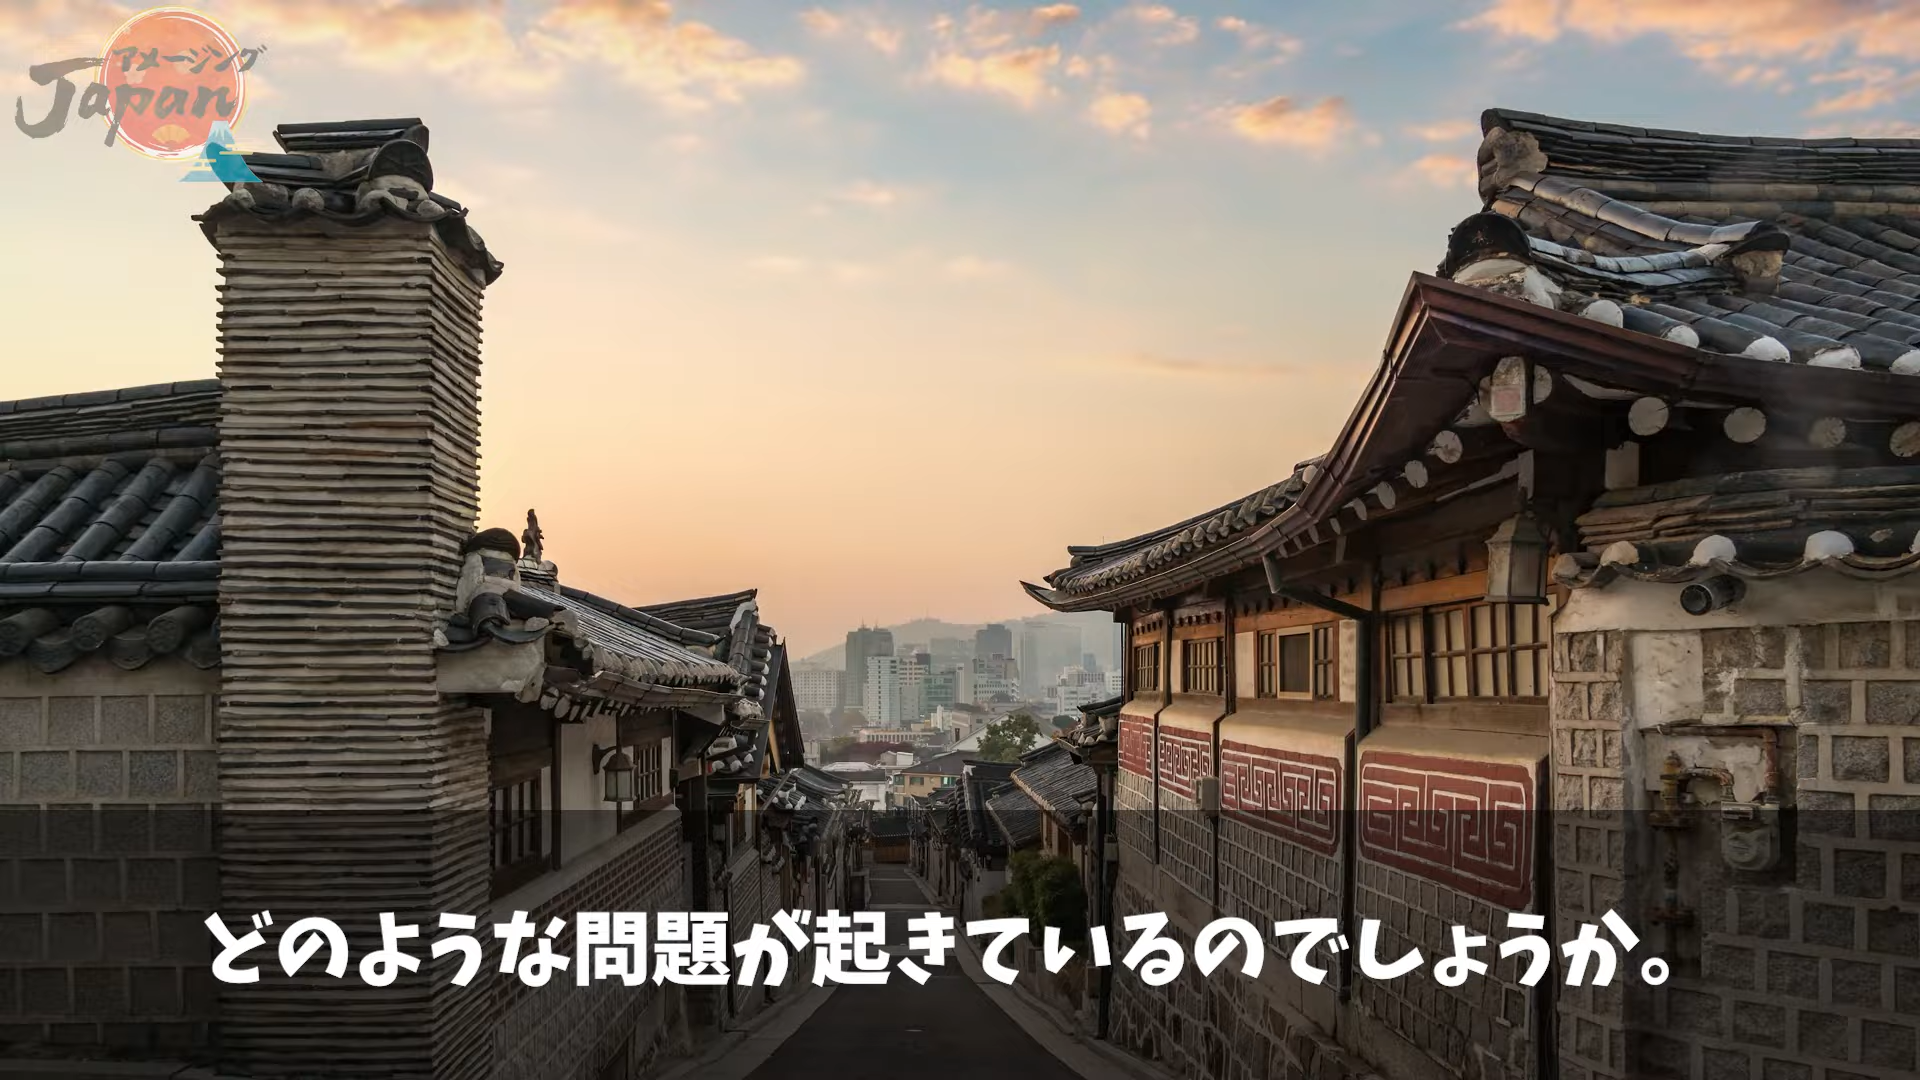 アメージング
Japan
どのような問題が起きているのでしょうか。